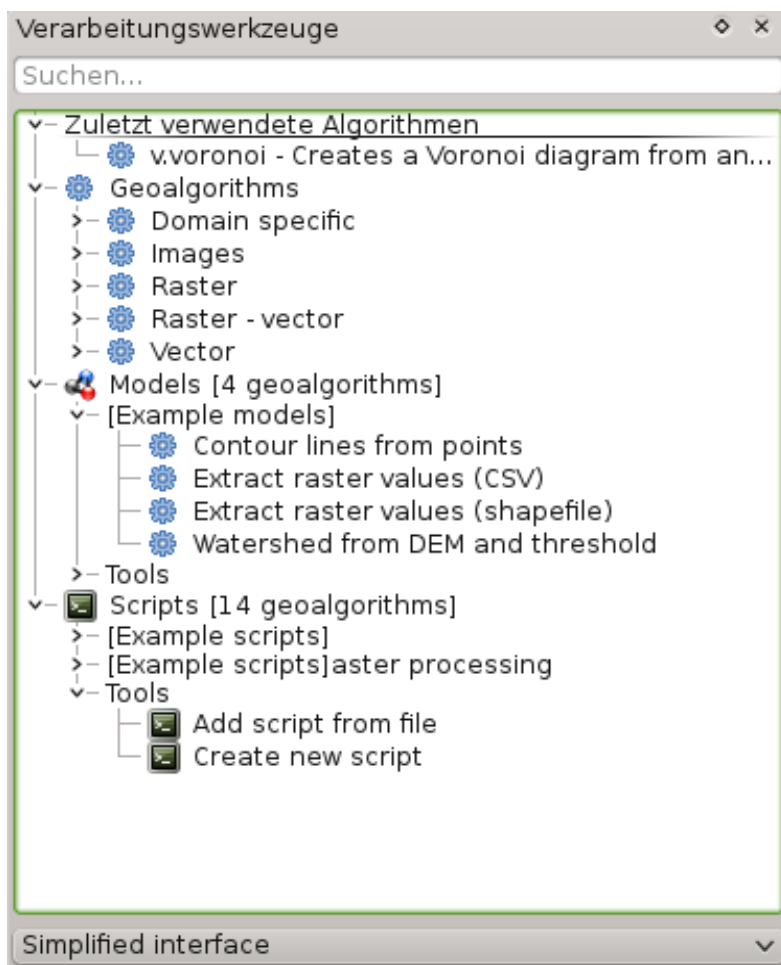 Verarbeitungswerkzeuge
Suchen...
Zuletzt verwendete Algorithmen
v.voronoi - Creates a Voronoi diagram from an...
Geoalgorithms
Domain specific
Images
Raster
Raster - vector
Vector
Models [4 geoalgorithms]
[Example models]
Contour lines from points
Extract raster values (CSV)
Extract raster values (shapefile)
Watershed from DEM and threshold
Tools
Scripts [14 geoalgorithms]
[Example scripts]
[Example scripts]aster processing
Tools
Add script from file
Create new script
Simplified interface